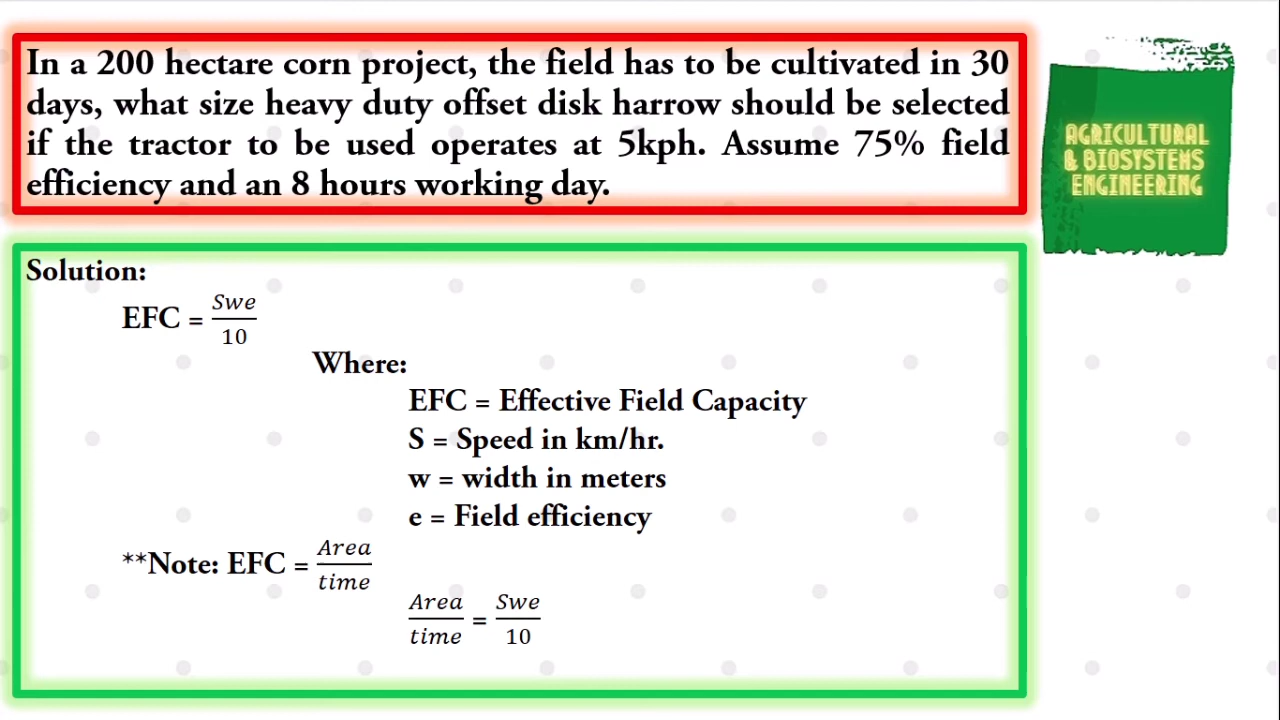 In a 200 hectare corn project, the field has to be cultivated in 30
days, what size heavy duty offset disk harrow should be selected
if the tractor to be used operates at 5kph. Assume 75% field
efficiency and an 8 hours working day.
AGRICULTURAL
& BIOSYSTEMS
ENGINEERING
Solution:
EFC = Swe/10
Where:
EFC = Effective Field Capacity
S = Speed in km/hr.
w = width in meters
e = Field efficiency
**Note: EFC = Area/time
Area/time = Swe/10